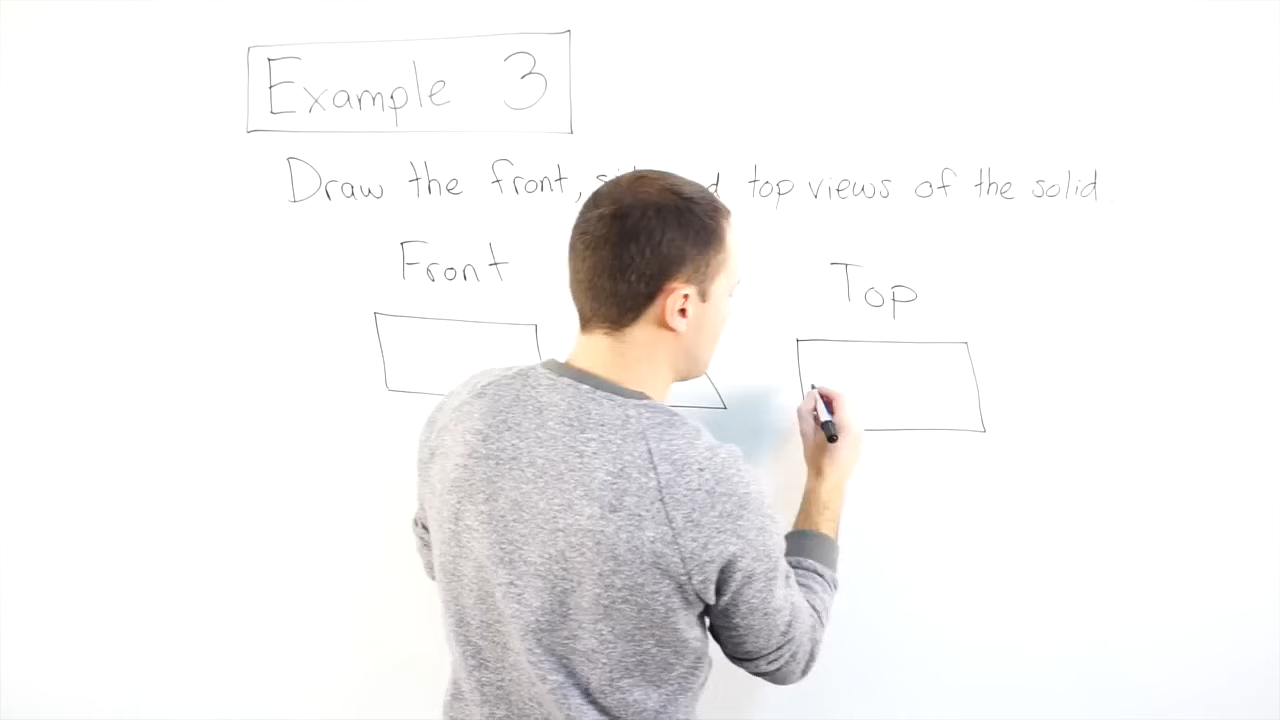 Example 3
Draw the front, top views of the solid.
Front
Top